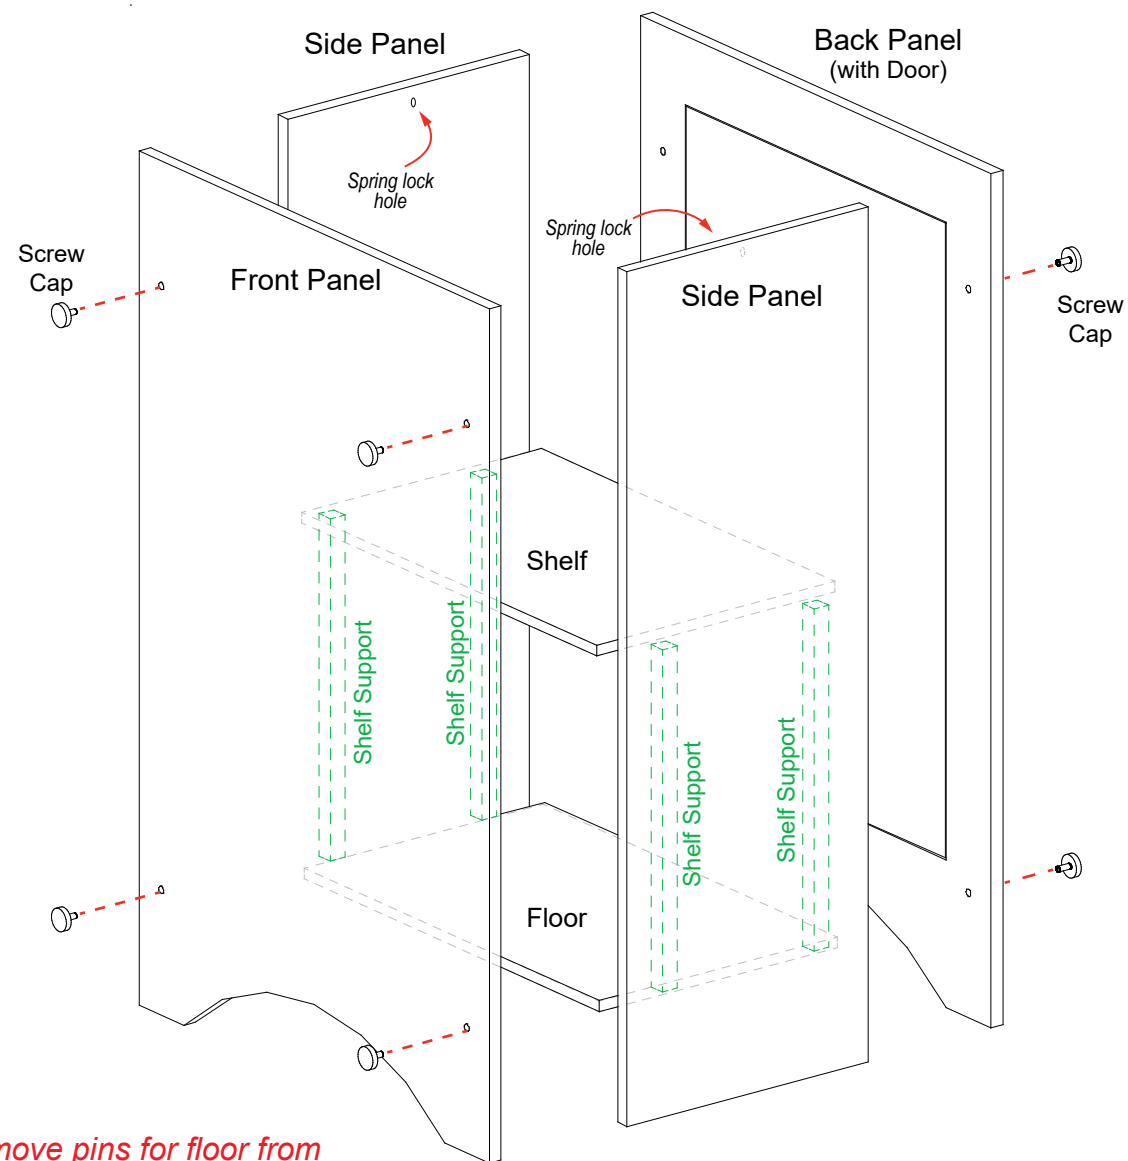 Side Panel
Back Panel
(with Door)
Spring lock
hole
Spring lock
hole
Screw
Cap
Front Panel
Side Panel
Screw
Cap
Shelf
Shelf Support
Shelf Support
Shelf Support
Shelf Support
Floor
move pins for floor from